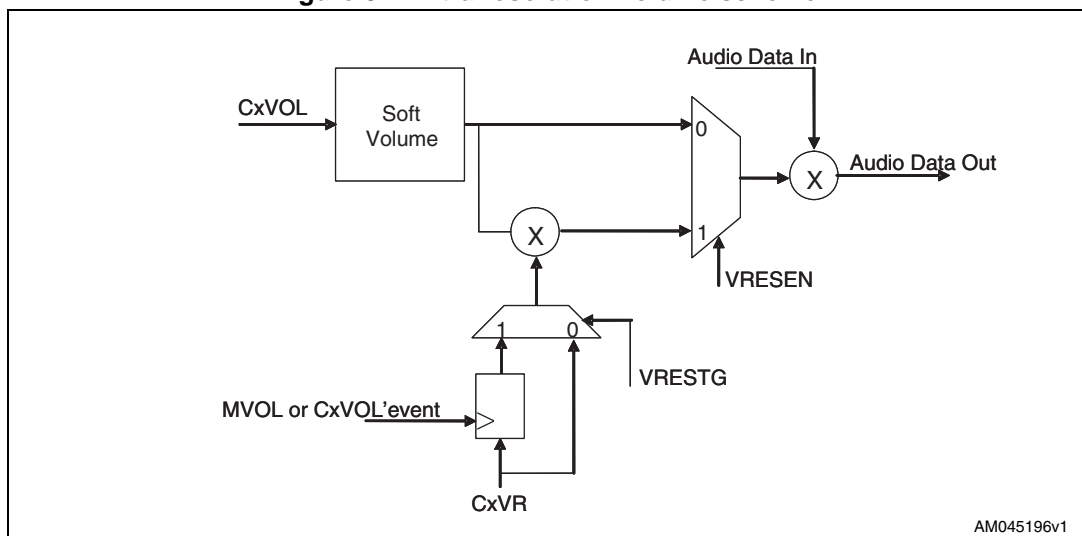 Audio Data In
CxVOL
Soft
Volume
0
X
Audio Data Out
X
1
VRESEN
1
0
VRESTG
MVOL or CxVOL'event
CxVR
AM045196v1